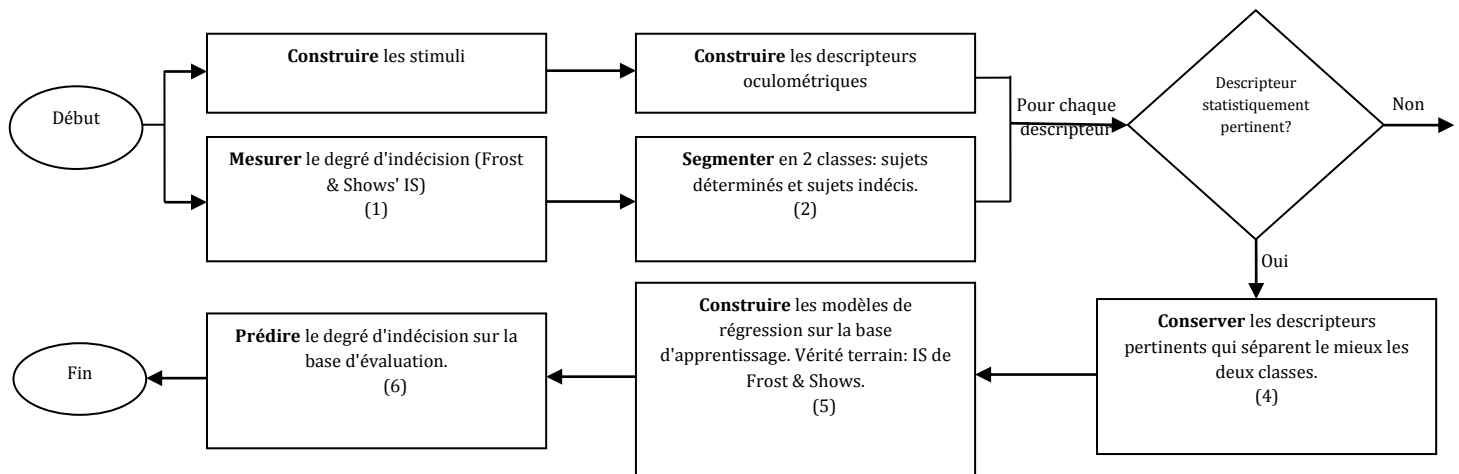 Début
Construire les stimuli
Construire les descripteurs
oculométriques
Mesurer le degré d'indécision (Frost
& Shows' IS)
(1)
Segmenter en 2 classes: sujets
déterminés et sujets indécis.
(2)
Pour chaque
descripteur
Descripteur
statistiquement
pertinent?
Non
Oui
Conserver les descripteurs
pertinents qui séparent le mieux les
deux classes.
(4)
Construire les modèles de
régression sur la base
d'apprentissage. Vérité terrain: IS de
Frost & Shows.
(5)
Prédire le degré d'indécision sur la
base d'évaluation.
(6)
Fin